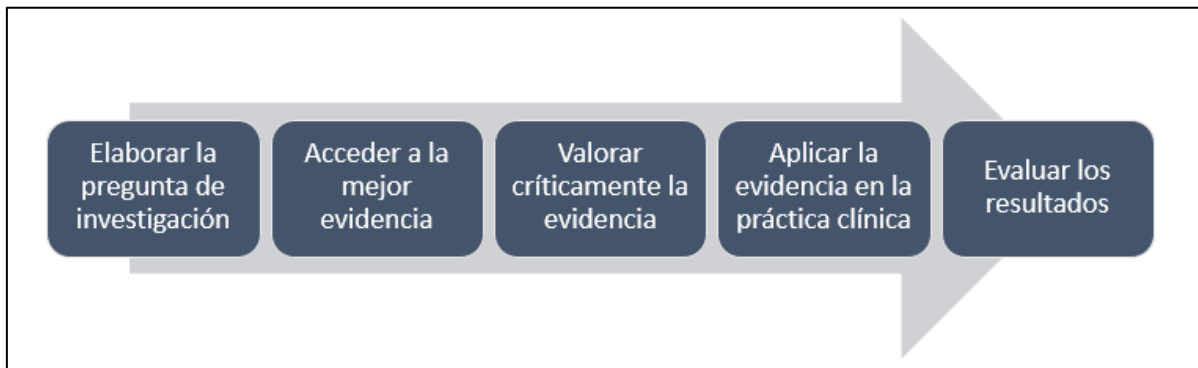 Elaborar la
pregunta de
investigación
Acceder a la
mejor
evidencia
Valorar
críticamente la
evidencia
Aplicar la
evidencia en la
práctica clínica
Evaluar los
resultados